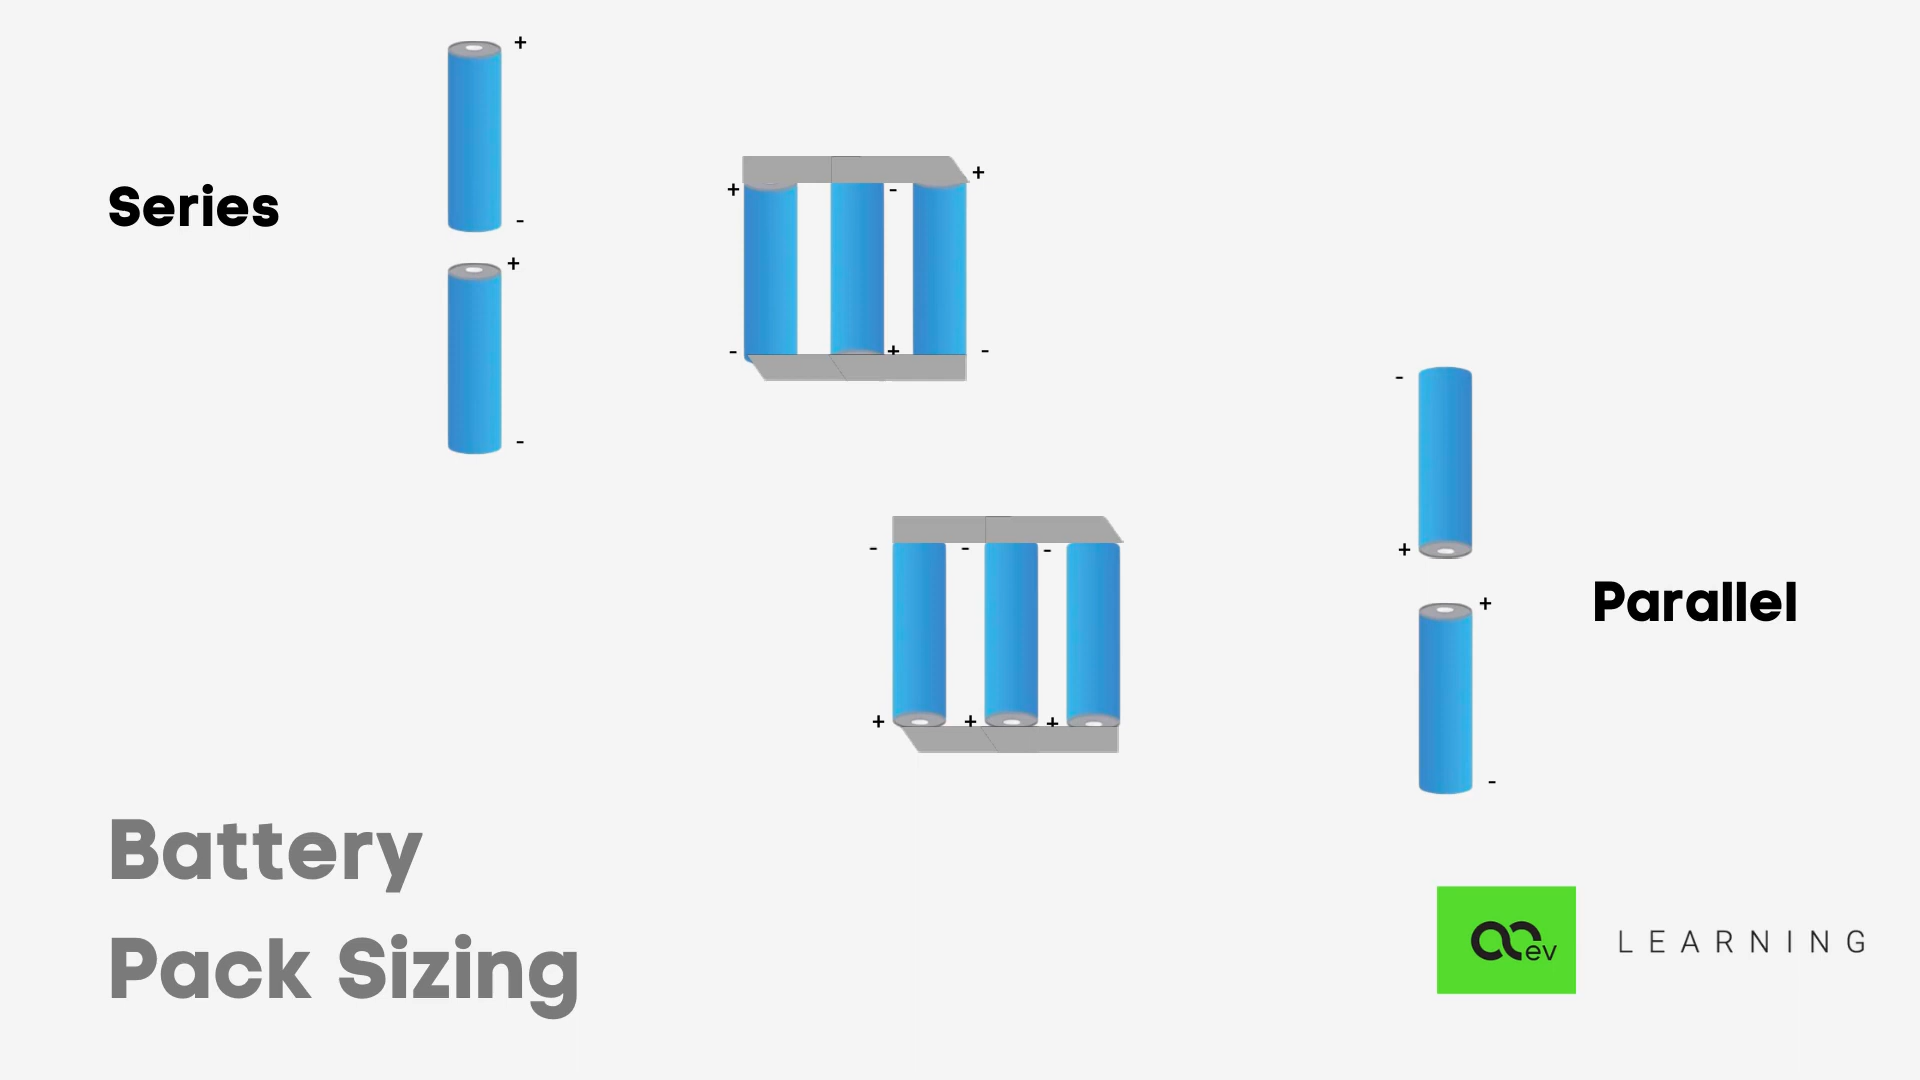 +
-
+
-
Series
+ - +
- + -
-
+
Parallel
+
-
- - -
+ + +
Battery
Pack Sizing
ev
LEARNING